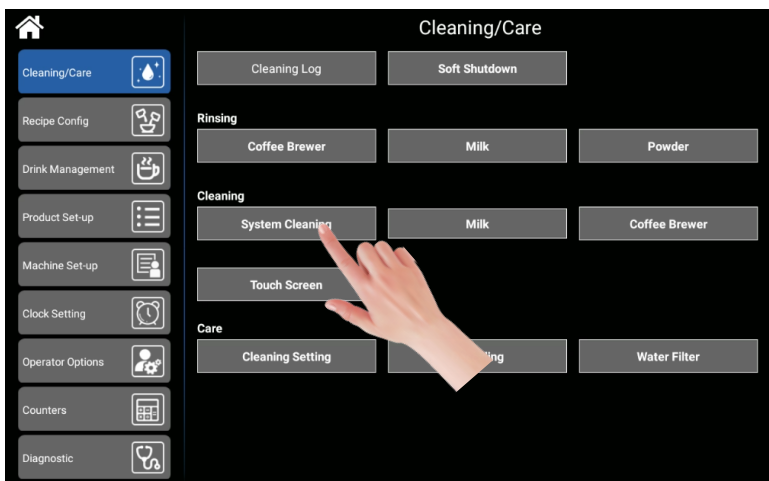 Cleaning/Care
Cleaning/Care
Recipe Config
Drink Management
Product Set-up
Machine Set-up
Clock Setting
Operator Options
Counters
Diagnostic
Cleaning Log
Soft Shutdown
Rinsing
Coffee Brewer
Milk
Powder
Cleaning
System Cleaning
Milk
Coffee Brewer
Touch Screen
Care
Cleaning Setting
Water Filter